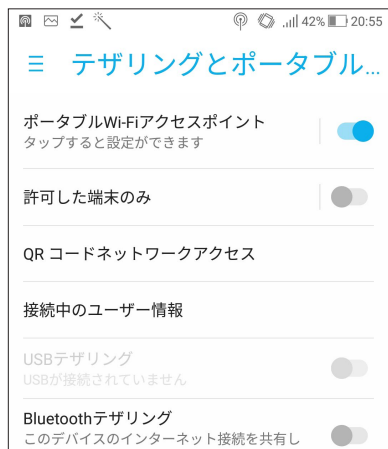 42% 20:55
テザリングとポータブル...
ポータブルWi-Fiアクセスポイント
タップすると設定ができます
許可した端末のみ
QR コードネットワークアクセス
接続中のユーザー情報
USBテザリング
USBが接続されていません
Bluetoothテザリング
このデバイスのインターネット接続を共有し